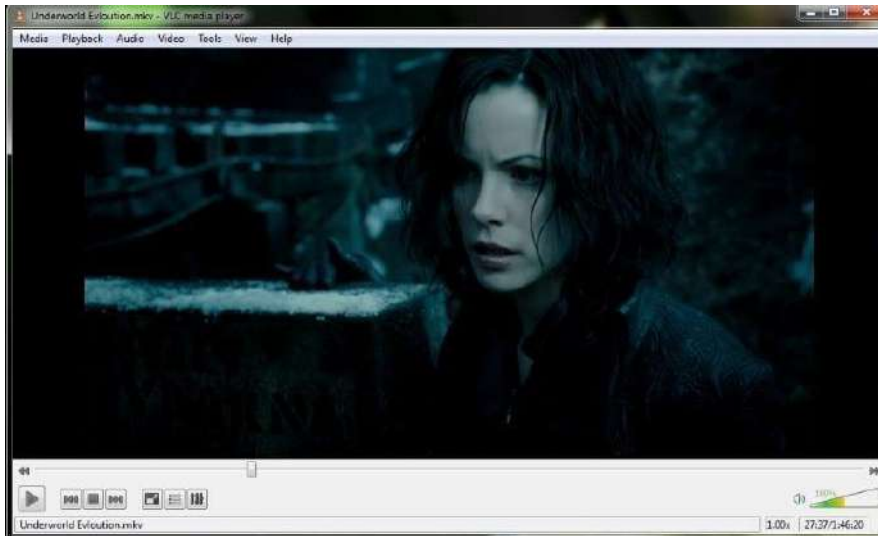 Underworld Evloution.mkv - VLC media player
Media Playback Audio Video Tools View Help
100%
Underworld Evloution.mkv 1.00x 27:37/1:46:20